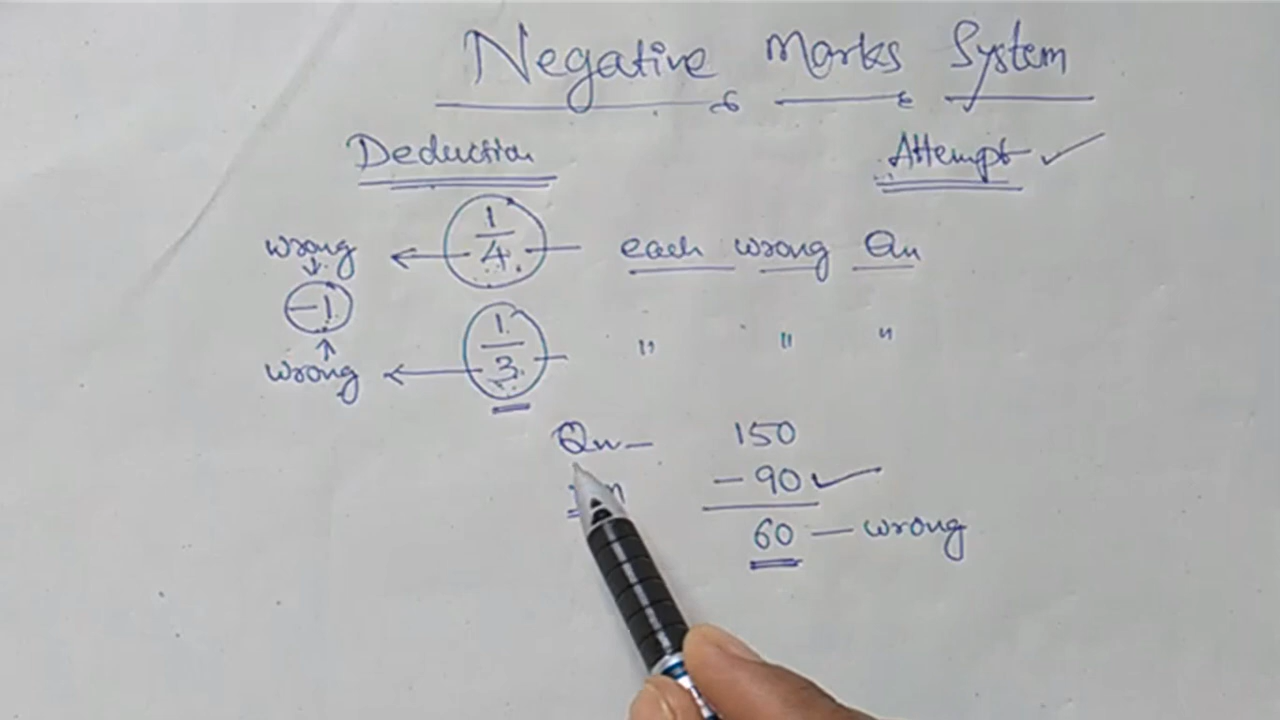 Negative Marks System
Deduction Attempt ✓
wrong ← 1/4 — each wrong Qn
↓
-1
↑
wrong ← 1/3 — " " "
Qn — 150
- 90 ✓
60 — wrong